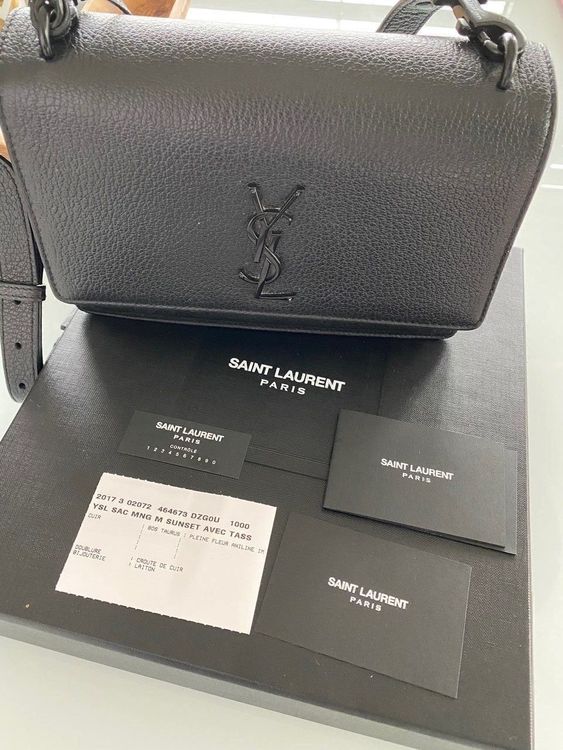 YSL
SAINT LAURENT
PARIS
SAINT LAURENT
PARIS
CONTRÔLE
1 2 3 4 5 6 7 8 9 0
SAINT LAURENT
PARIS
2017 3 02072 464673 DZG0U 1000
YSL SAC MNG M SUNSET AVEC TASS
CUIR | BOS TAURUS | PLEINE FLEUR ANILINE IM
DOUBLURE | CROUTE DE CUIR
BIJOUTERIE | LAITON
SAINT LAURENT
PARIS